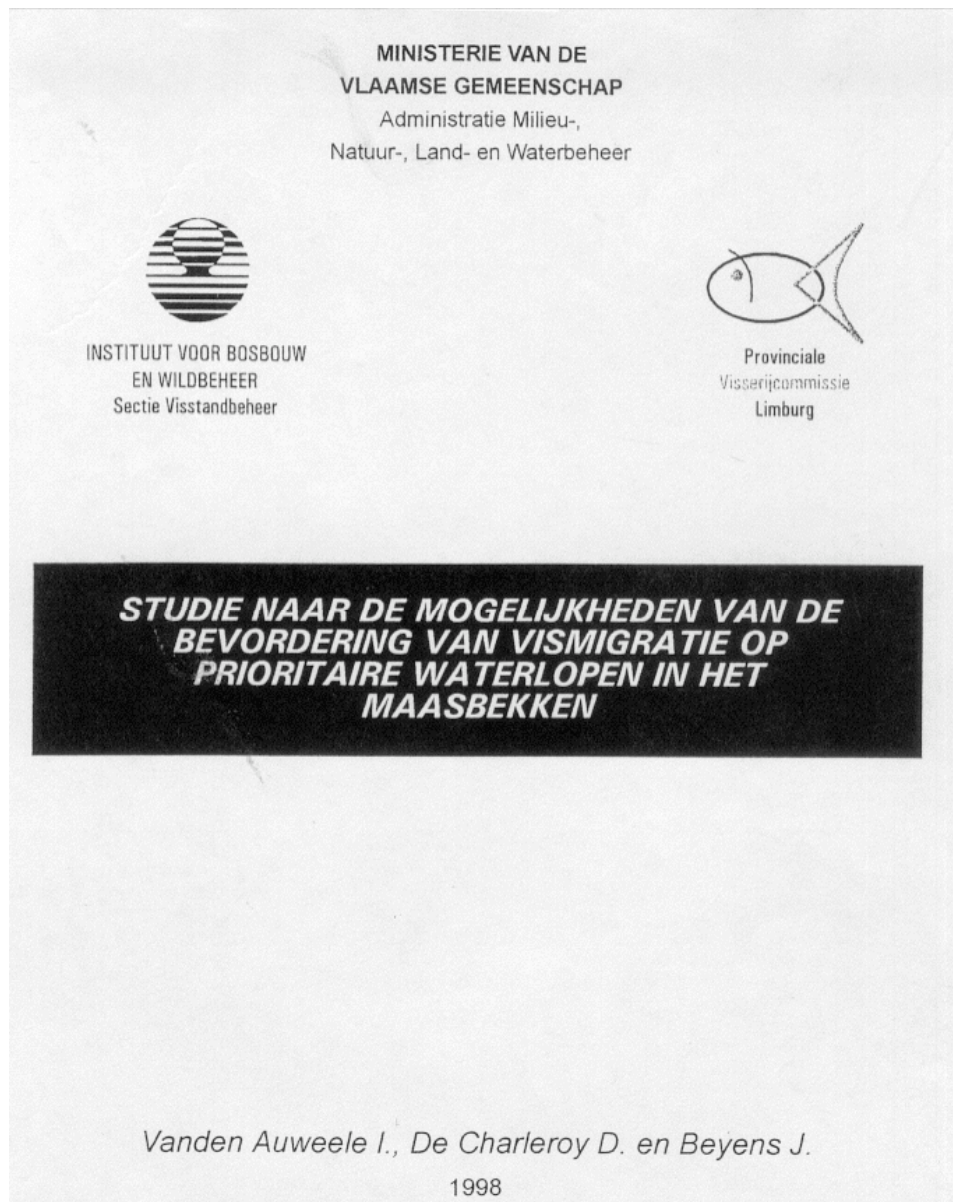 MINISTERIE VAN DE
VLAAMSE GEMEENSCHAP
Administratie Milieu-,
Natuur-, Land- en Waterbeheer
INSTITUUT VOOR BOSBOUW
EN WILDBEHEER
Sectie Visstandbeheer
Provinciale
Visserijcommissie
Limburg
STUDIE NAAR DE MOGELIJKHEDEN VAN DE
BEVORDERING VAN VISMIGRATIE OP
PRIORITAIRE WATERLOPEN IN HET
MAASBEKKEN
Vanden Auweele I., De Charleroy D. en Beyens J.
1998